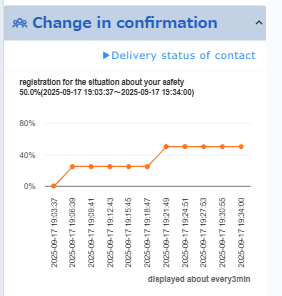 Change in confirmation
▶Delivery status of contact
registration for the situation about your safety
50.0%(2025-09-17 19:03:37～2025-09-17 19:34:00)
80%
40%
0%
2025-09-17 19:03:37
2025-09-17 19:06:39
2025-09-17 19:09:41
2025-09-17 19:12:43
2025-09-17 19:15:45
2025-09-17 19:18:47
2025-09-17 19:21:49
2025-09-17 19:24:51
2025-09-17 19:27:53
2025-09-17 19:30:55
2025-09-17 19:34:00
displayed about every3min